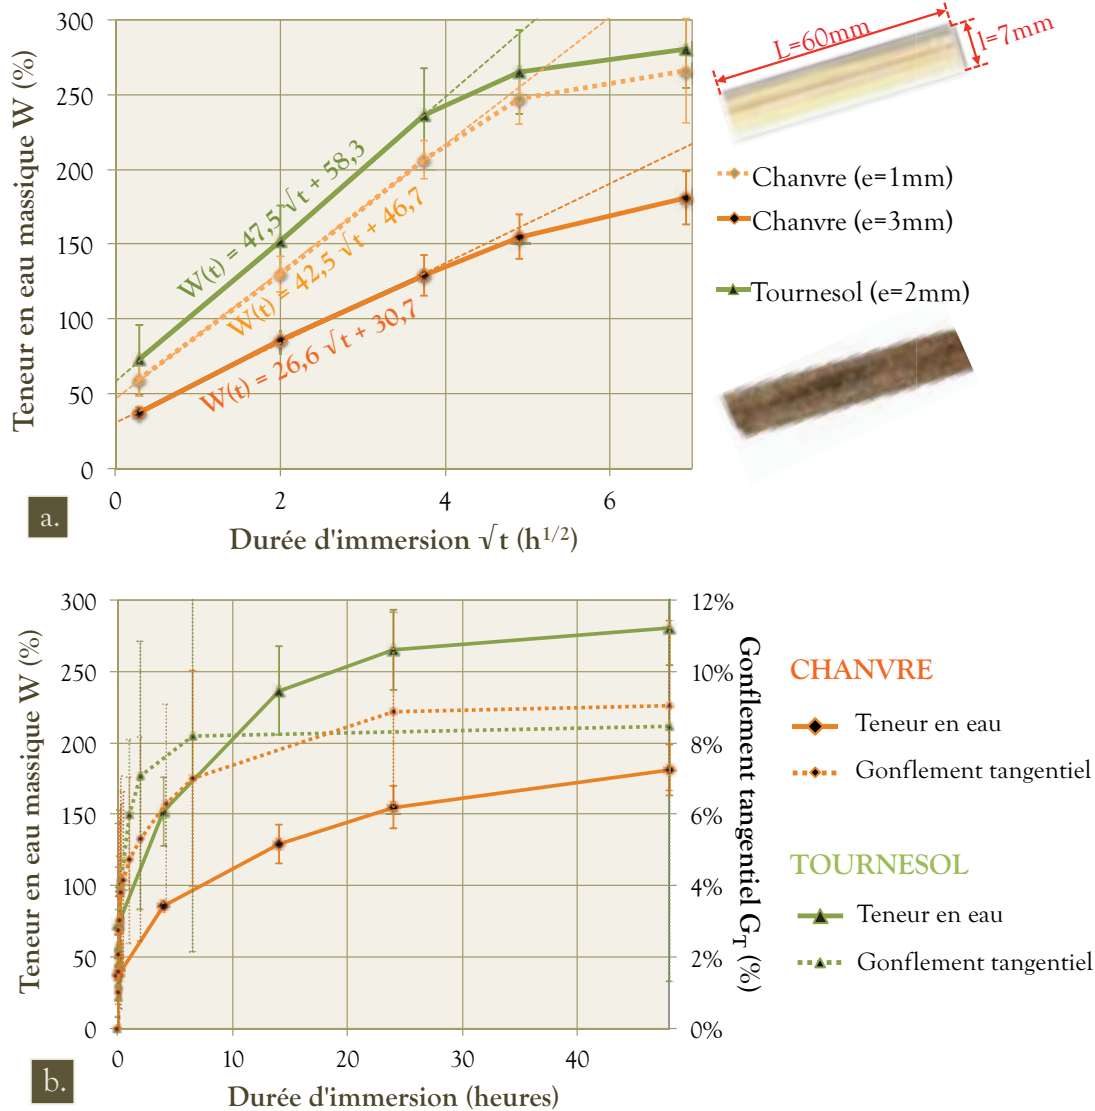 Teneur en eau massique W (%)
300
250
200
150
100
50
0
W(t) = 47,5 √t + 58,3
W(t) = 42,5 √t + 46,7
W(t) = 26,6 √t + 30,7
0
2
4
6
Durée d'immersion √t (h1/2)
a.
L=60mm
l=7mm
Chanvre (e=1mm)
Chanvre (e=3mm)
Tournesol (e=2mm)
Teneur en eau massique W (%)
300
250
200
150
100
50
0
0
10
20
30
40
Durée d'immersion (heures)
12%
10%
8%
6%
4%
2%
0%
Gonflement tangentiel GT (%)
b.
CHANVRE
Teneur en eau
Gonflement tangentiel
TOURNESOL
Teneur en eau
Gonflement tangentiel